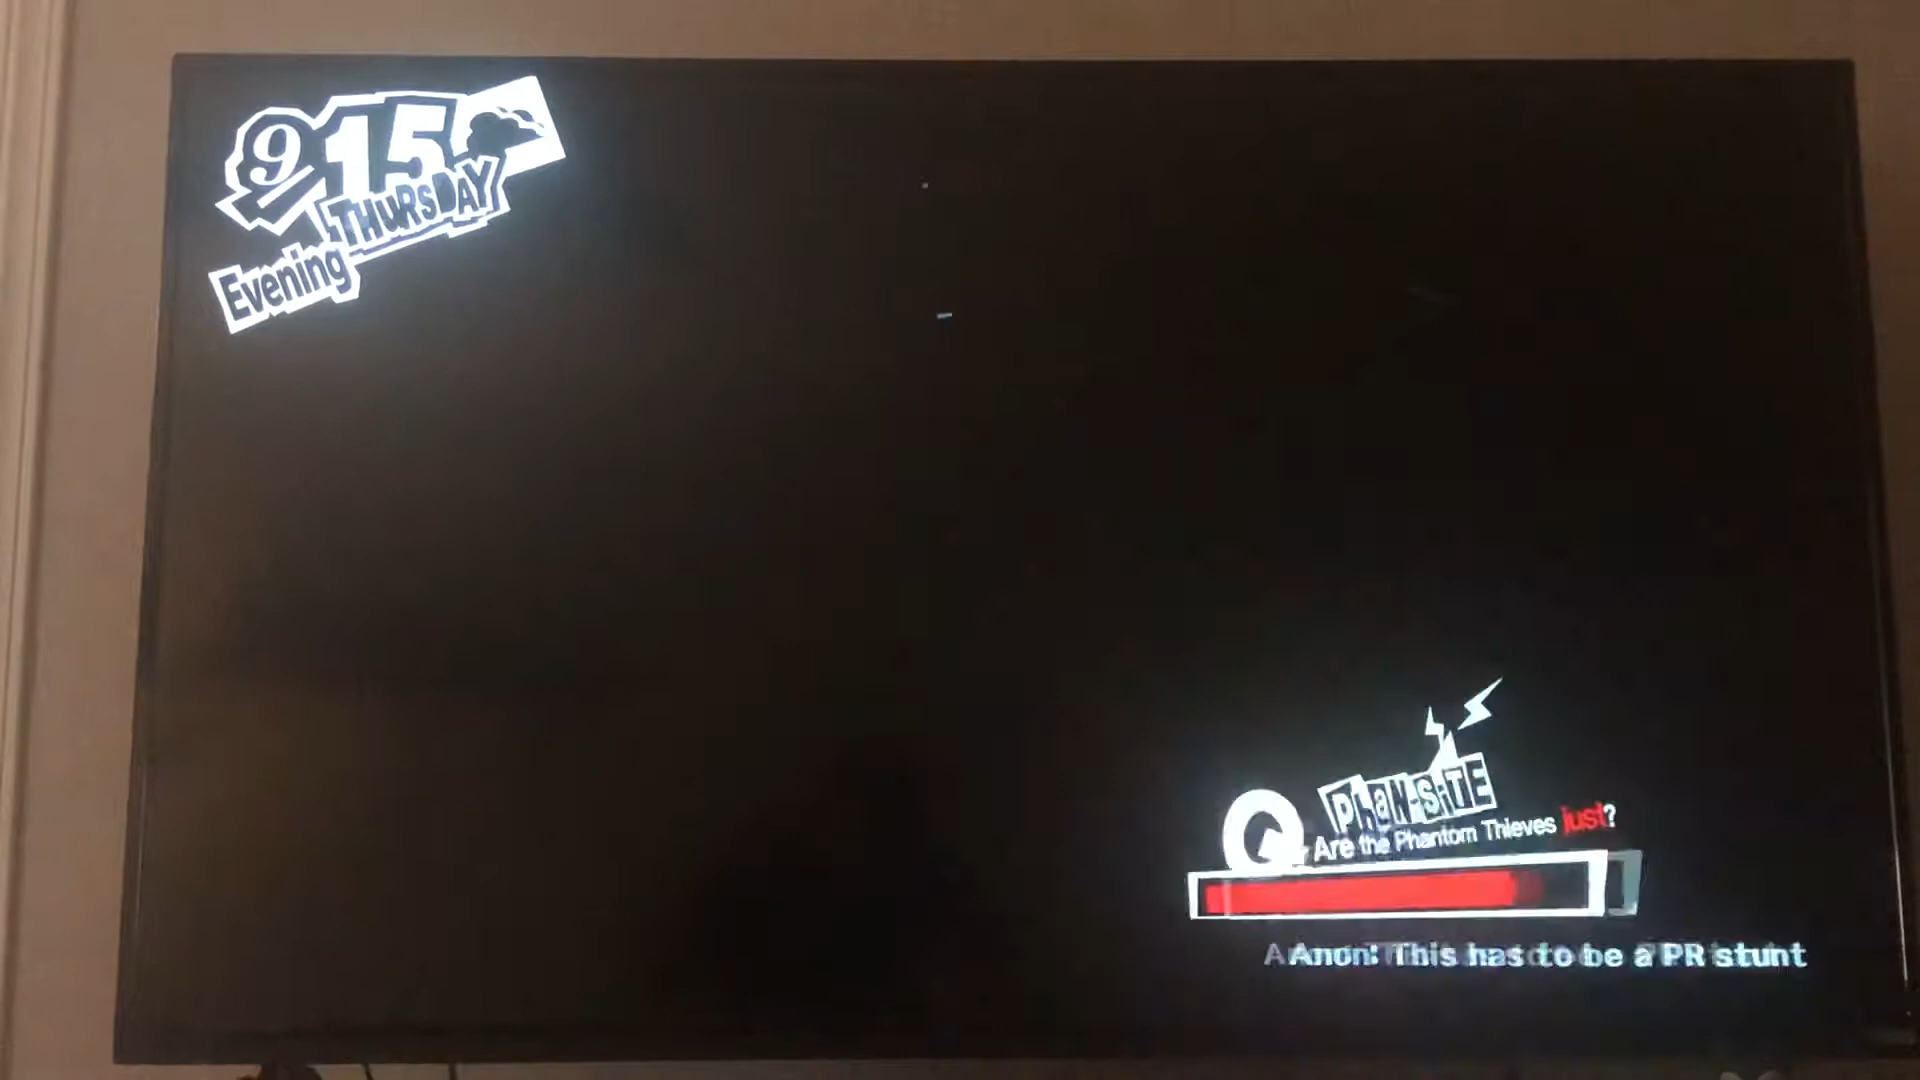 9/15
THURSDAY
Evening
PhaN-SiTE
Q. Are the Phantom Thieves just?
Anon: This has to be a PR stunt